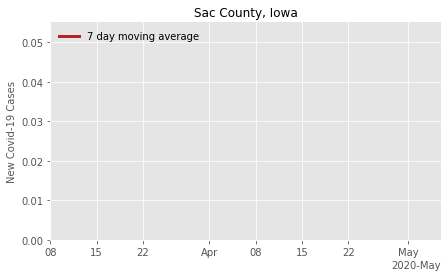 Sac County, Iowa
7 day moving average
New Covid-19 Cases
0.05
0.04
0.03
0.02
0.01
0.00
08 15 22 Apr 08 15 22 May
2020-May